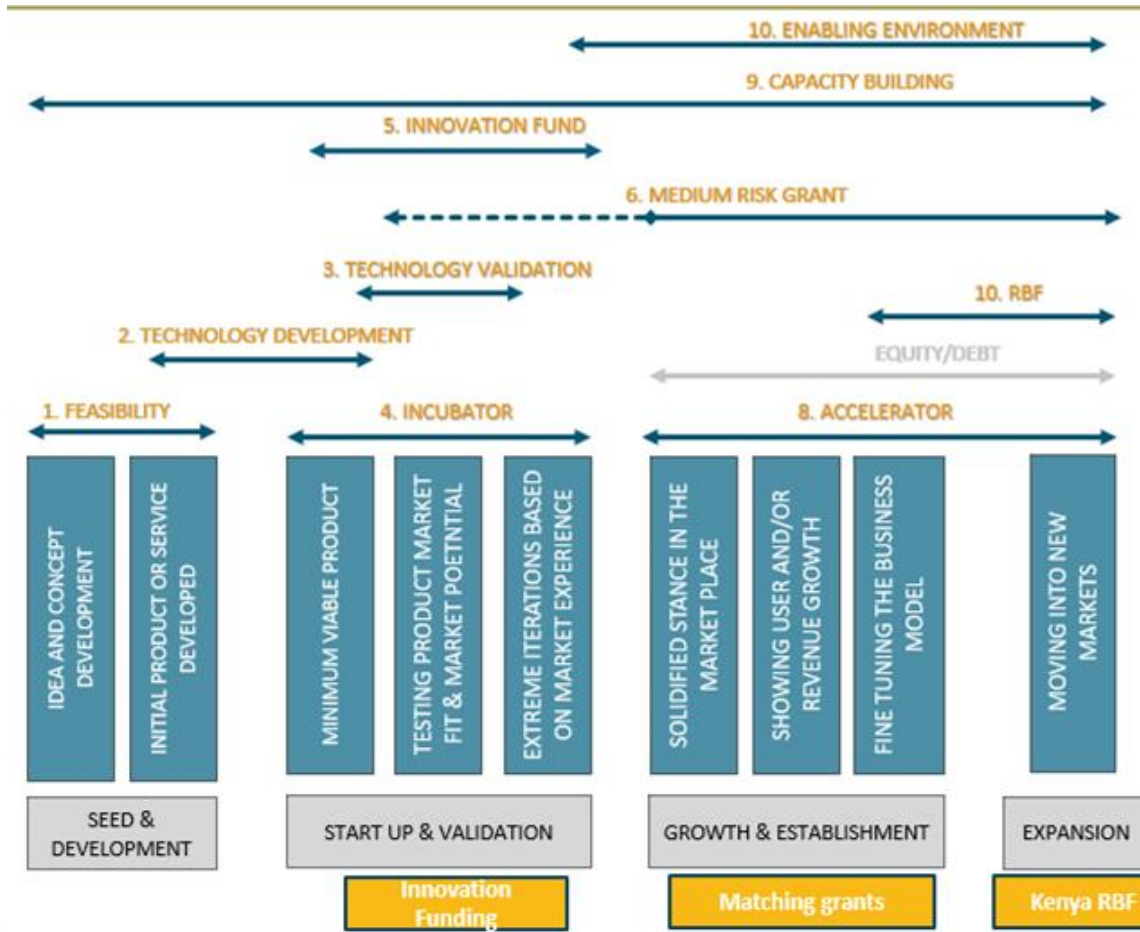 10. ENABLING ENVIRONMENT
9. CAPACITY BUILDING
5. INNOVATION FUND
6. MEDIUM RISK GRANT
3. TECHNOLOGY VALIDATION
10. RBF
2. TECHNOLOGY DEVELOPMENT
EQUITY/DEBT
1. FEASIBILITY
4. INCUBATOR
8. ACCELERATOR
IDEA AND CONCEPT
DEVELOPMENT
INITIAL PRODUCT OR SERVICE
DEVELOPED
MINIMUM VIABLE PRODUCT
TESTING PRODUCT MARKET
FIT & MARKET POETNTIAL
EXTREME ITERATIONS BASED
ON MARKET EXPERIENCE
SOLIDIFIED STANCE IN THE
MARKET PLACE
SHOWING USER AND/OR
REVENUE GROWTH
FINE TUNING THE BUSINESS
MODEL
MOVING INTO NEW
MARKETS
SEED &
DEVELOPMENT
START UP & VALIDATION
GROWTH & ESTABLISHMENT
EXPANSION
Innovation
Funding
Matching grants
Kenya RBF